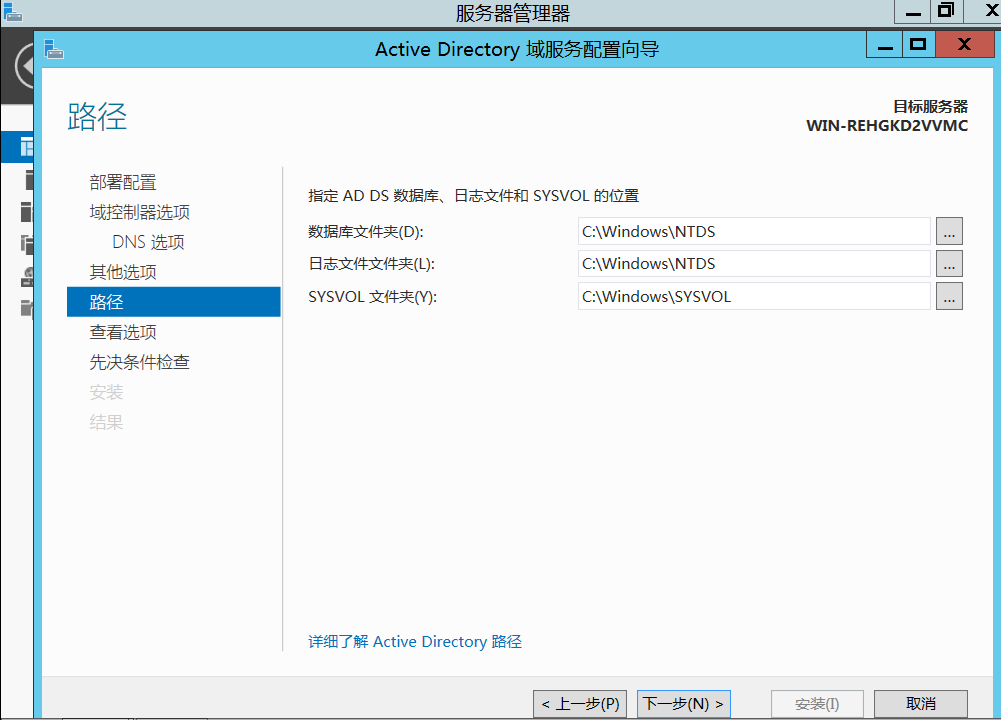 服务器管理器
Active Directory 域服务配置向导
路径
目标服务器
WIN-REHGKD2VVMC
部署配置
域控制器选项
DNS 选项
其他选项
路径
查看选项
先决条件检查
安装
结果
指定 AD DS 数据库、日志文件和 SYSVOL 的位置
数据库文件夹(D): C:\Windows\NTDS ...
日志文件文件夹(L): C:\Windows\NTDS ...
SYSVOL 文件夹(Y): C:\Windows\SYSVOL ...
详细了解 Active Directory 路径
< 上一步(P) 下一步(N) > 安装(I) 取消